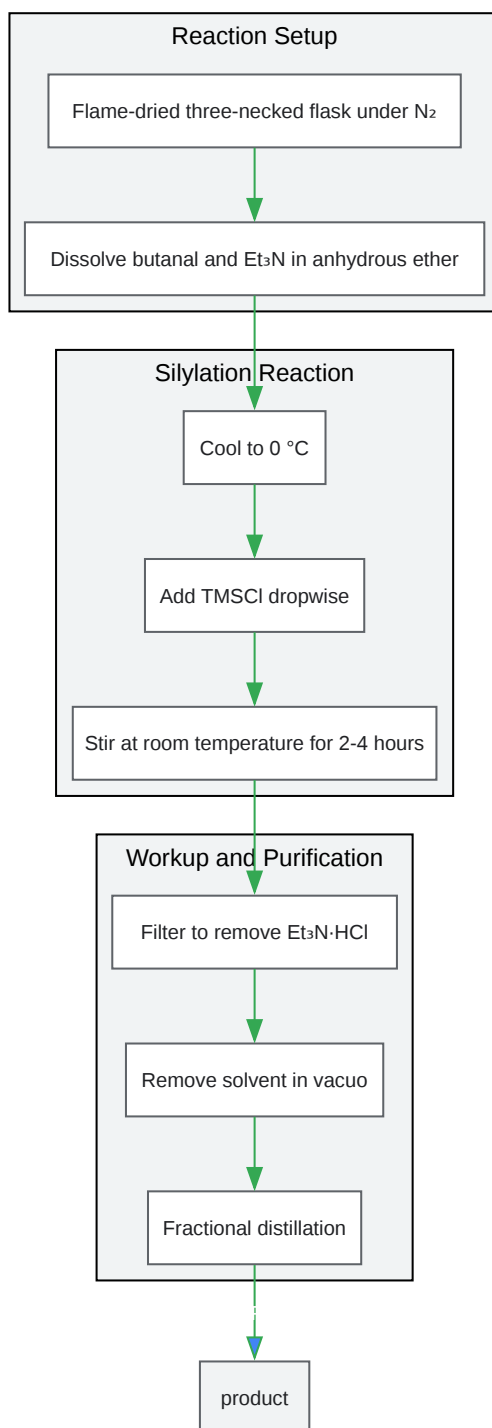 Reaction Setup
Flame-dried three-necked flask under N₂
Dissolve butanal and Et₃N in anhydrous ether
Silylation Reaction
Cool to 0 °C
Add TMSCl dropwise
Stir at room temperature for 2-4 hours
Workup and Purification
Filter to remove Et₃N·HCl
Remove solvent in vacuo
Fractional distillation
product